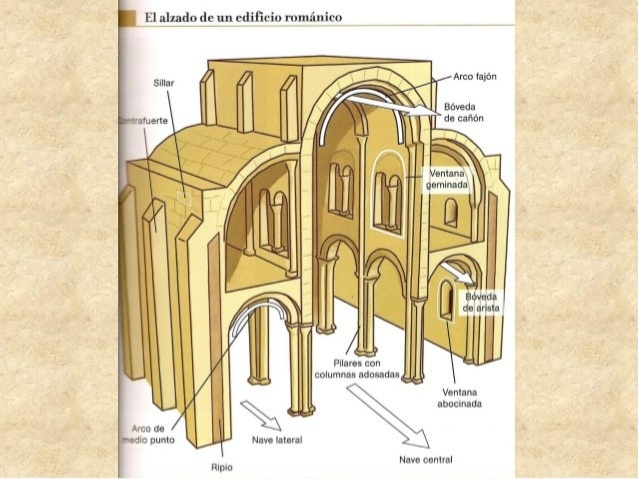 El alzado de un edificio románico
Sillar
Arco fajón
Bóveda
de cañón
Contrafuerte
Ventana
geminada
Bóveda
de arista
Pilares con
columnas adosadas
Ventana
abocinada
Arco de
medio punto
Nave lateral
Nave central
Ripio